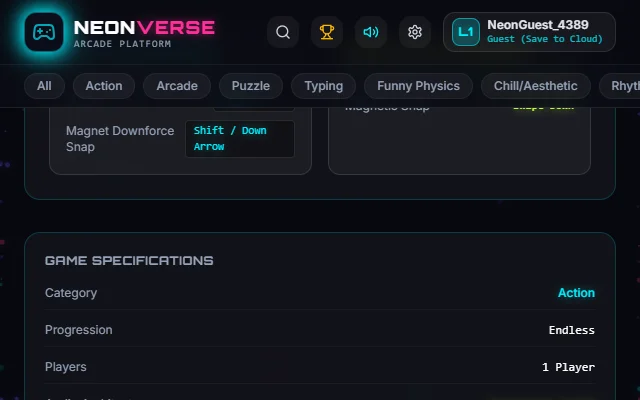 NEONVERSE
ARCADE PLATFORM
L1
NeonGuest_4389
Guest (Save to Cloud)
All
Action
Arcade
Puzzle
Typing
Funny Physics
Chill/Aesthetic
Magnet Downforce
Snap
Shift / Down
Arrow
Magnetic Snap
GAME SPECIFICATIONS
Category
Action
Progression
Endless
Players
1 Player